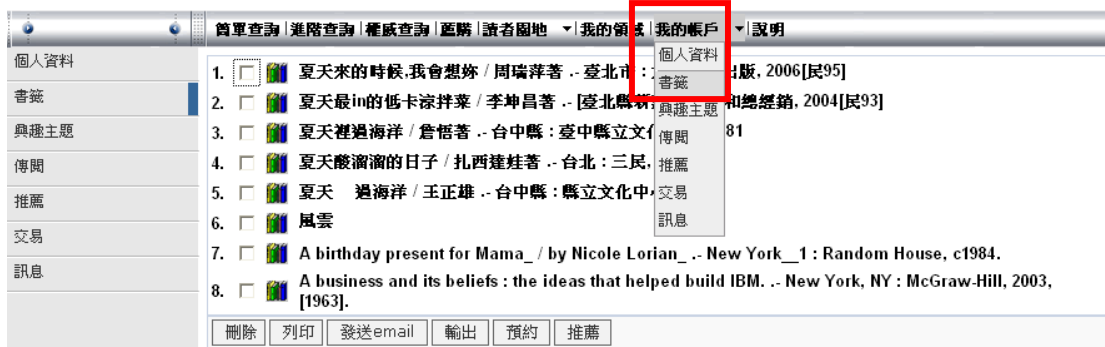 簡單查詢|進階查詢|權威查詢|選購|讀者園地 ▼|我的領域|我的帳戶 ▼|說明
個人資料
書籤
興趣主題
傳閱
推薦
交易
訊息
個人資料
書籤
興趣主題
傳閱
推薦
交易
訊息
1. 夏天來的時候,我會想妳 / 周瑞萍著 .- 臺北市 : 出版, 2006[民95]
2. 夏天最in的低卡涼拌菜 / 李坤昌著 .- [臺北縣 和總經銷, 2004[民93]
3. 夏天裡過海洋 / 詹悟著 .- 台中縣 : 臺中縣立文 81
4. 夏天酸溜溜的日子 / 扎西達娃著 .- 台北 : 三民,
5. 夏天 過海洋 / 王正雄 .- 台中縣 : 縣立文化中
6. 風雲
7. A birthday present for Mama_ / by Nicole Lorian_ .- New York__1 : Random House, c1984.
8. A business and its beliefs : the ideas that helped build IBM. .- New York, NY : McGraw-Hill, 2003,
[1963].
刪除 列印 發送email 輸出 預約 推薦